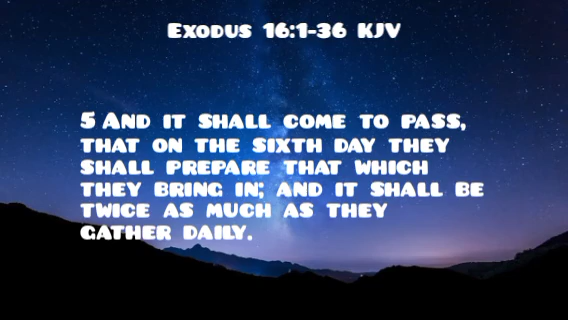 Exodus 16:1-36 KJV
5 And it shall come to pass,
that on the sixth day they
shall prepare that which
they bring in; and it shall be
twice as much as they
gather daily.